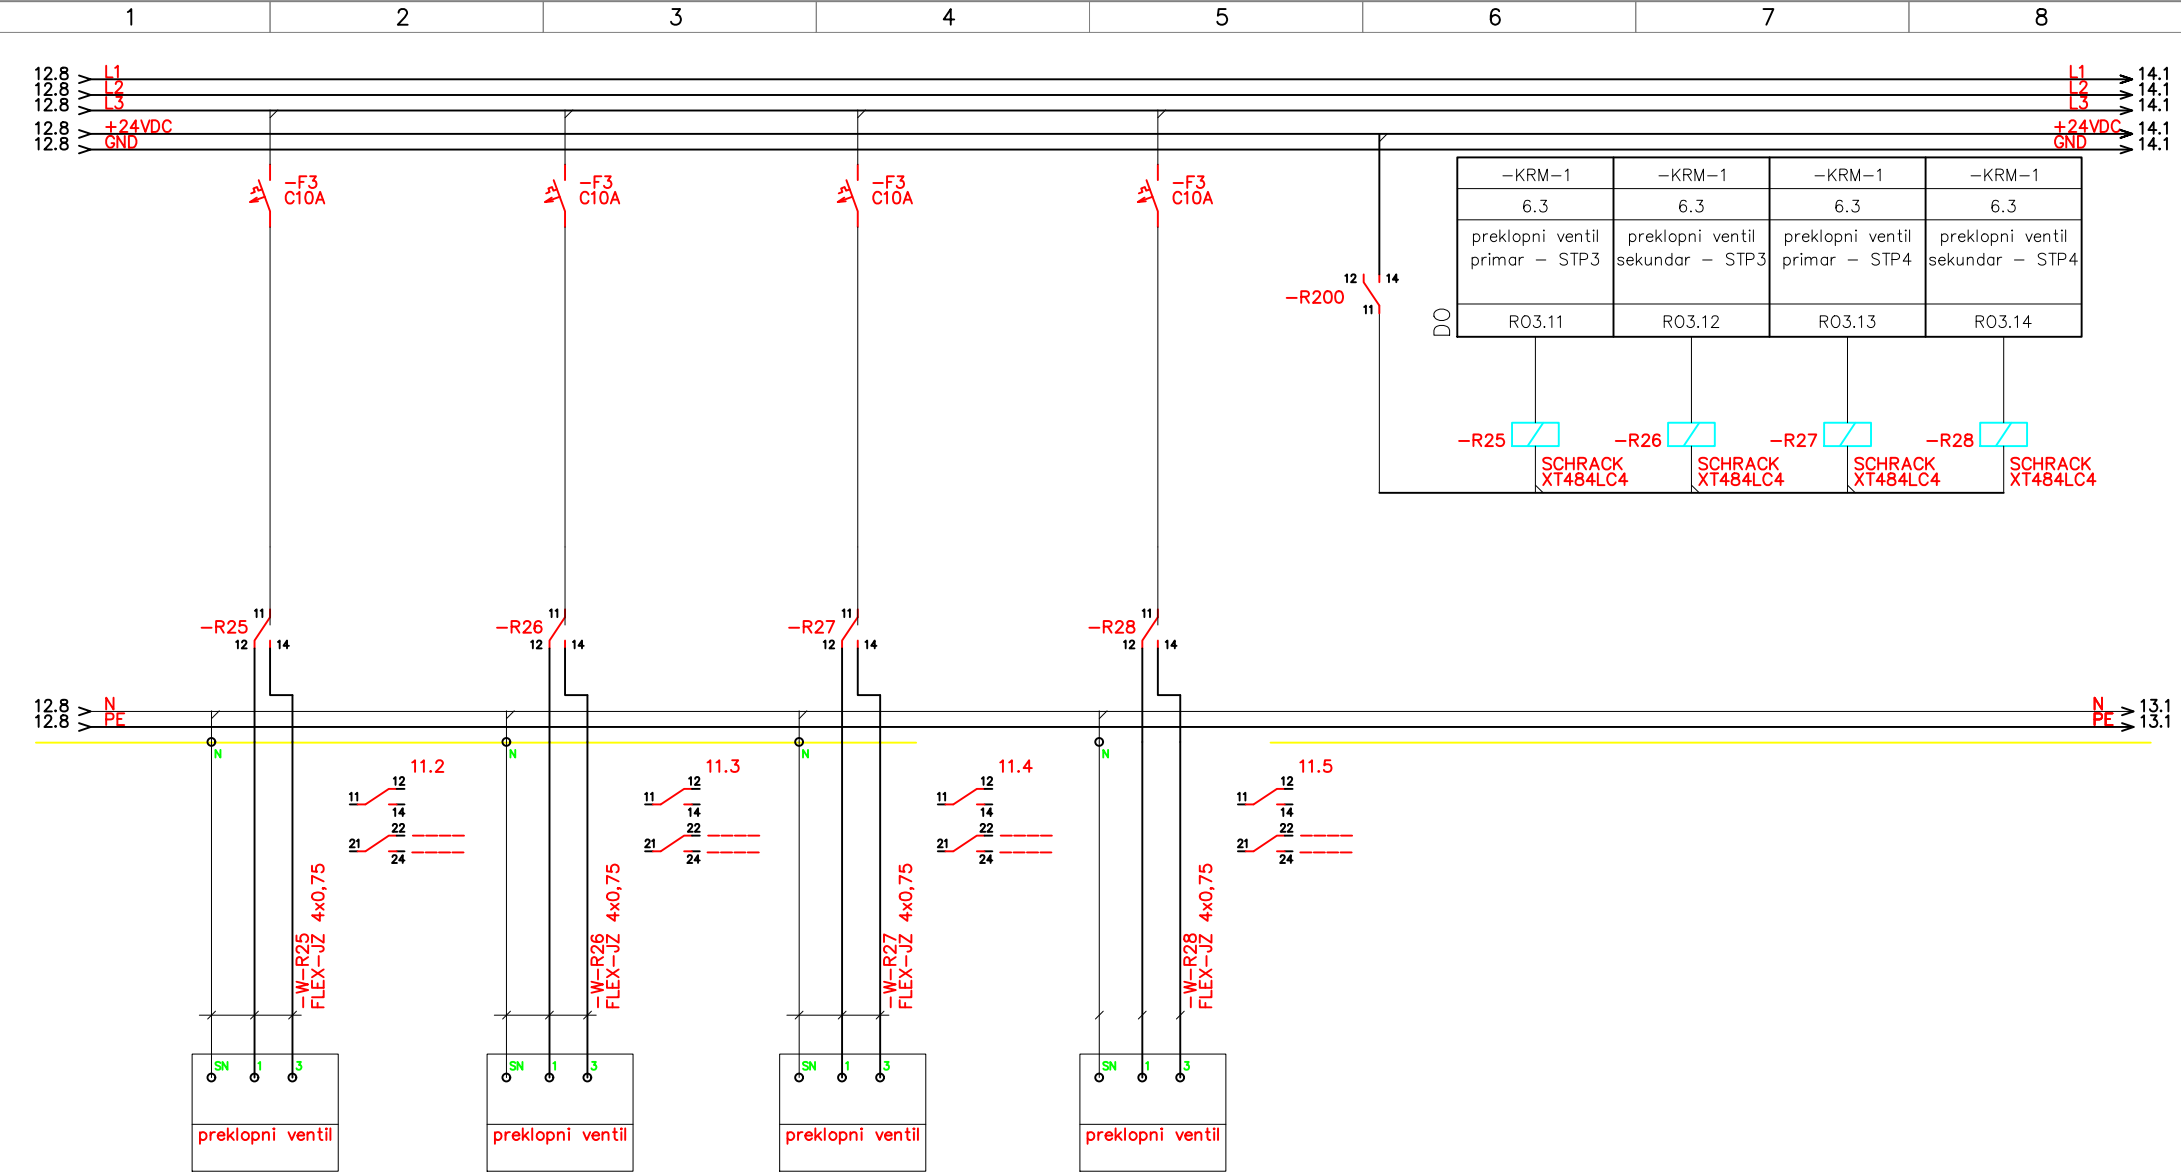 1 2 3 4 5 6 7 8
12.8 L1 L1 14.1
12.8 L2 L2 14.1
12.8 L3 L3 14.1
12.8 +24VDC +24VDC 14.1
12.8 GND GND 14.1
-F3 -F3 -F3 -F3
C10A C10A C10A C10A
-KRM-1 -KRM-1 -KRM-1 -KRM-1
6.3 6.3 6.3 6.3
preklopni ventil preklopni ventil preklopni ventil preklopni ventil
primar - STP3 sekundar - STP3 primar - STP4 sekundar - STP4
DO
RO3.11 RO3.12 RO3.13 RO3.14
12 14
-R200
11
-R25 -R26 -R27 -R28
SCHRACK SCHRACK SCHRACK SCHRACK
XT484LC4 XT484LC4 XT484LC4 XT484LC4
11 11 11 11
-R25 -R26 -R27 -R28
12 14 12 14 12 14 12 14
12.8 N N 13.1
12.8 PE PE 13.1
N N N N
11.2 11.3 11.4 11.5
12 12 12 12
11 11 11 11
14 14 14 14
22 22 22 22
21 21 21 21
24 24 24 24
-W-R25
FLEX-JZ 4x0,75
-W-R26
FLEX-JZ 4x0,75
-W-R27
FLEX-JZ 4x0,75
-W-R28
FLEX-JZ 4x0,75
SN 1 3 SN 1 3 SN 1 3 SN 1 3
preklopni ventil preklopni ventil preklopni ventil preklopni ventil